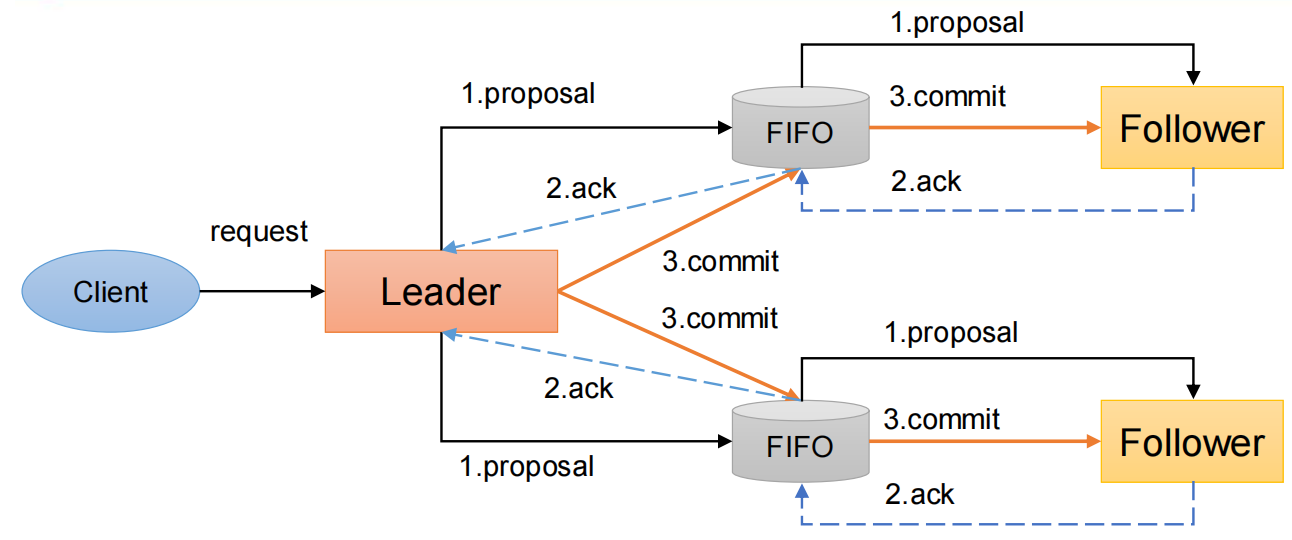 1.proposal
1.proposal
3.commit
FIFO
Follower
2.ack
2.ack
request
3.commit
Client
Leader
3.commit
1.proposal
2.ack
3.commit
FIFO
Follower
1.proposal
2.ack